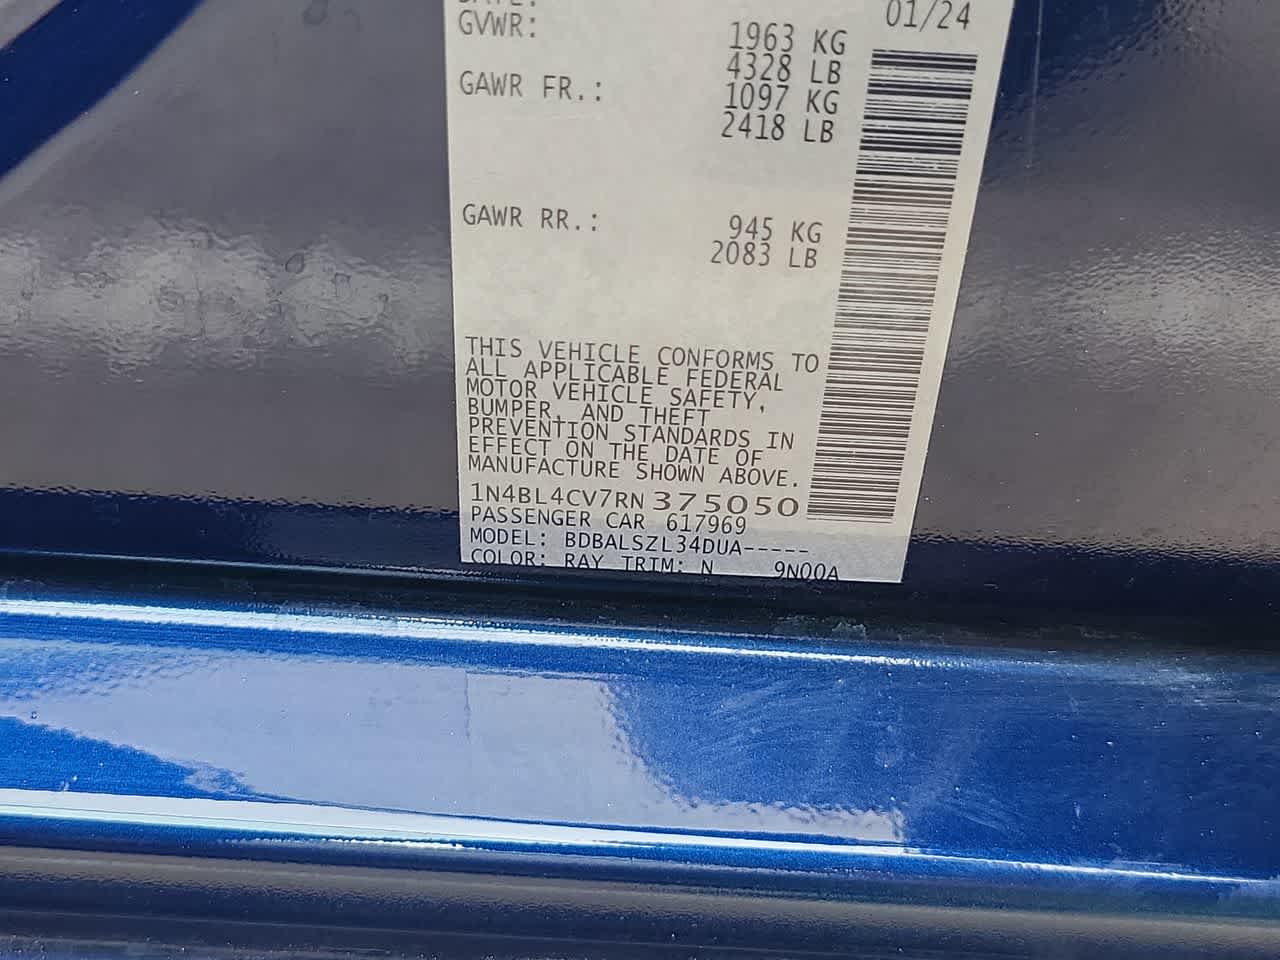 DATE: 01/24
GVWR: 1963 KG
4328 LB
GAWR FR.: 1097 KG
2418 LB
GAWR RR.: 945 KG
2083 LB
THIS VEHICLE CONFORMS TO
ALL APPLICABLE FEDERAL
MOTOR VEHICLE SAFETY,
BUMPER, AND THEFT
PREVENTION STANDARDS IN
EFFECT ON THE DATE OF
MANUFACTURE SHOWN ABOVE.
1N4BL4CV7RN375050
PASSENGER CAR 617969
MODEL: BDBALSZL34DUA-----
COLOR: RAY TRIM: N 9N00A